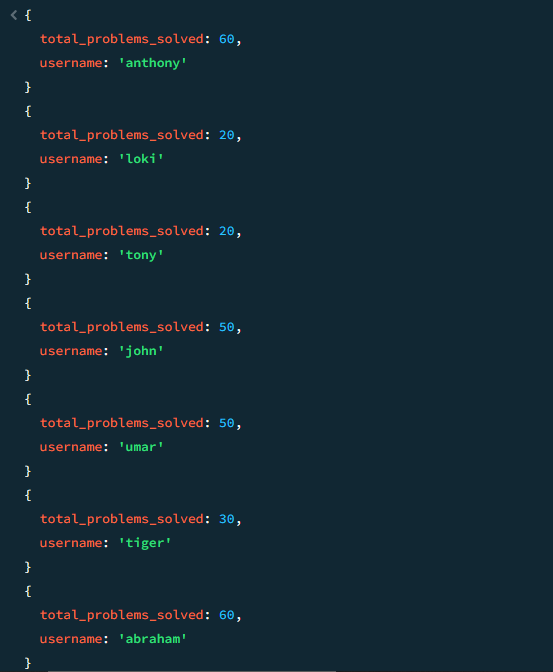 {
total_problems_solved: 60,
username: 'anthony'
}
{
total_problems_solved: 20,
username: 'loki'
}
{
total_problems_solved: 20,
username: 'tony'
}
{
total_problems_solved: 50,
username: 'john'
}
{
total_problems_solved: 50,
username: 'umar'
}
{
total_problems_solved: 30,
username: 'tiger'
}
{
total_problems_solved: 60,
username: 'abraham'
}